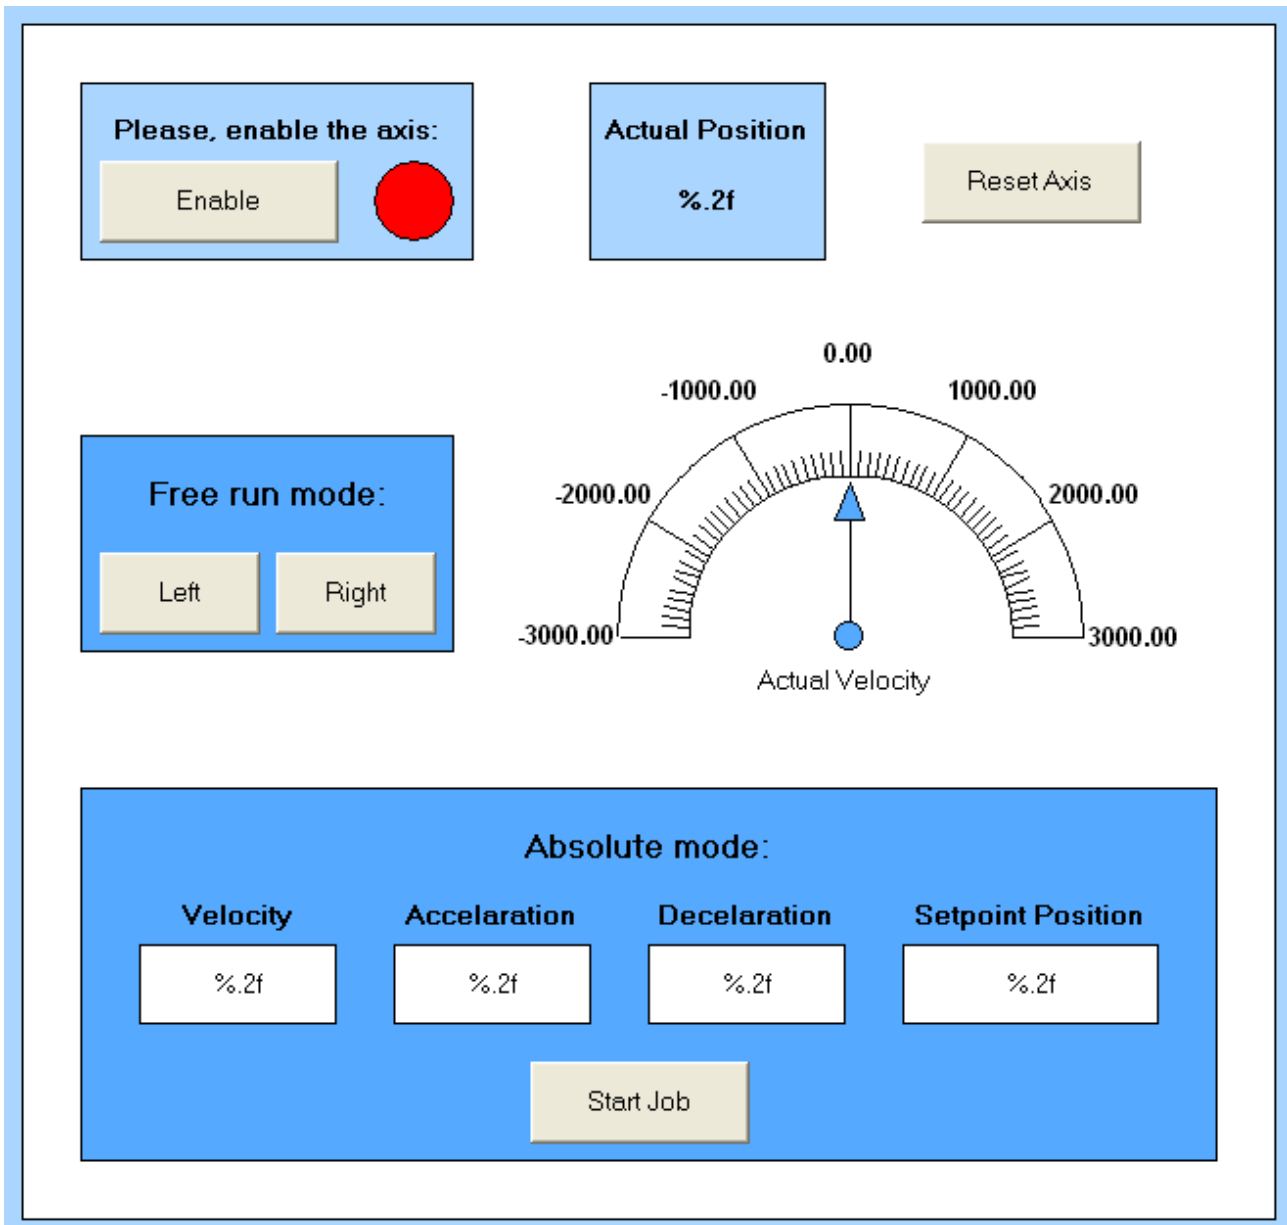 Please, enable the axis:
Enable
Actual Position
%.2f
Reset Axis
0.00
-1000.00
1000.00
-2000.00
2000.00
-3000.00
3000.00
Actual Velocity
Free run mode:
Left
Right
Absolute mode:
Velocity
Accelaration
Decelaration
Setpoint Position
%.2f
%.2f
%.2f
%.2f
Start Job